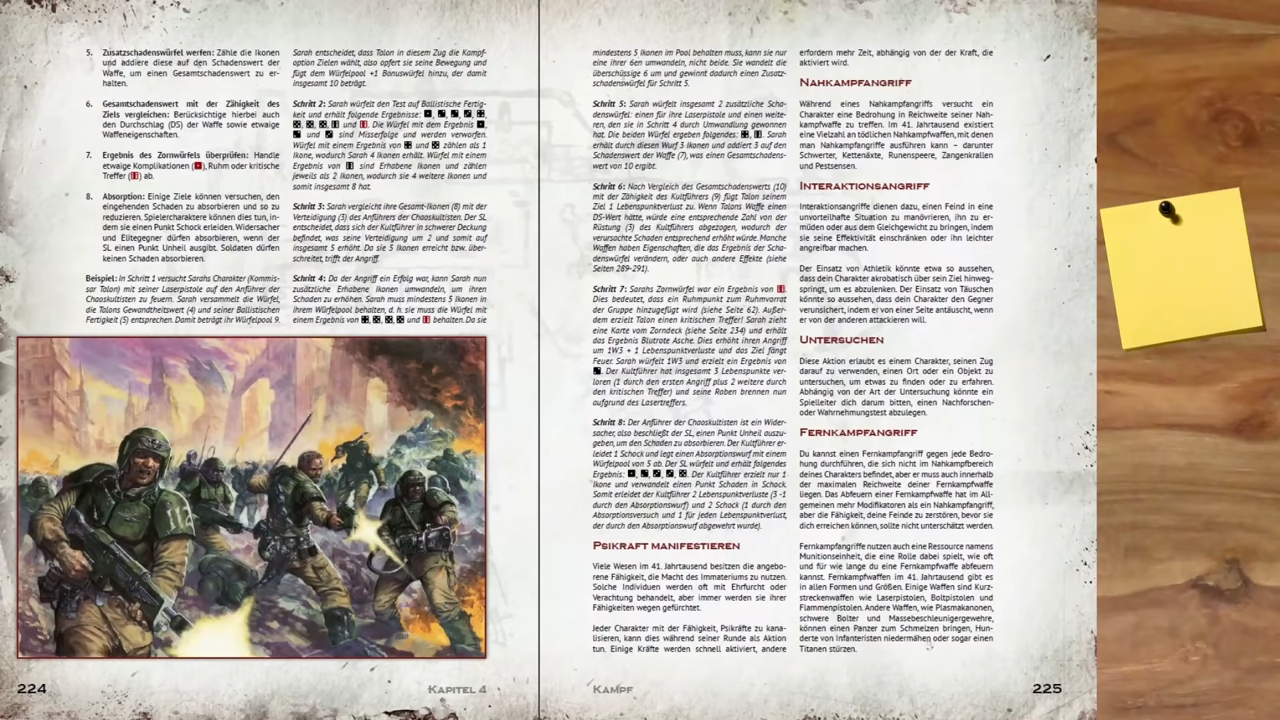 5. Zusatzschadenswürfel werfen: Zähle die Ikonen
und addiere diese auf den Schadenswert der
Waffe, um einen Gesamtschadenswert zu er-
halten.
6. Gesamtschadenswert mit der Zähigkeit des
Ziels vergleichen: Berücksichtige hierbei auch
den Durchschlag (DS) der Waffe sowie etwaige
Waffeneigenschaften.
7. Ergebnis des Zornwürfels überprüfen: Handle
etwaige Komplikationen (⚀), Ruhm oder kritische
Treffer (⚅) ab.
8. Absorption: Einige Ziele können versuchen, den
eingehenden Schaden zu absorbieren und so zu
reduzieren. Spielercharaktere können dies tun, in-
dem sie einen Punkt Schock erleiden. Widersacher
und Elitegegner dürfen absorbieren, wenn der
SL einen Punkt Unheil ausgibt. Soldaten dürfen
keinen Schaden absorbieren.
Beispiel: In Schritt 1 versucht Sarahs Charakter (Kommis-
sar Talon) mit seiner Laserpistole auf den Anführer der
Chaoskultisten zu feuern. Sarah versammelt die Würfel,
die Talons Gewandheitswert (4) und seiner Ballistischen
Fertigkeit (5) entsprechen. Damit beträgt ihr Würfelpool 9.
Sarah entscheidet, dass Talon in diesem Zug die Kampf-
option Zielen wählt, also opfert sie seine Bewegung und
fügt dem Würfelpool +1 Bonuswürfel hinzu, der damit
insgesamt 10 beträgt.
Schritt 2: Sarah würfelt den Test auf Ballistische Fertig-
keit und erhält folgende Ergebnisse:
und
. Die Würfel mit dem Ergebnis
und sind Misserfolge und werden verworfen.
Würfel mit einem Ergebnis von und zählen als 1
Ikone, wodurch Sarah 4 Ikonen erhält. Würfel mit einem
Ergebnis von und sind Erhabene Ikonen und zählen
jeweils als 2 Ikonen, wodurch sie 4 weitere Ikonen und
somit insgesamt 8 hat.
Schritt 3: Sarah vergleicht ihre Gesamt-Ikonen (8) mit der
Verteidigung (3) des Anführers der Chaoskultisten. Der SL
entscheidet, dass sich der Kultführer in schwerer Deckung
befindet, was seine Verteidigung um 2 und somit auf
insgesamt 5 erhöht. Da sie 5 Ikonen erreicht bzw. über-
schreitet, trifft der Angriff.
Schritt 4: Da der Angriff ein Erfolg war, kann Sarah nun
zusätzliche Erhabene Ikonen umwandeln, um ihren
Schaden zu erhöhen. Sarah muss mindestens 5 Ikonen in
ihrem Würfelpool behalten, d. h. sie muss die Würfel mit
einem Ergebnis von und behalten. Da sie
224
Kapitel 4
mindestens 5 Ikonen im Pool behalten muss, kann sie nur
eine ihrer 6en umwandeln, nicht beide. Sie wandelt die
überschüssige 6 um und gewinnt dadurch einen Zusatz-
schadenswürfel für Schritt 5.
Schritt 5: Sarah würfelt insgesamt 2 zusätzliche Scha-
denswürfel: einen für ihre Laserpistole und einen weite-
ren, den sie in Schritt 4 durch Umwandlung gewonnen
hat. Die beiden Würfel ergeben folgendes: . Sarah
erhält durch diesen Wurf 3 Ikonen und addiert 3 auf den
Schadenswert der Waffe (7), was einen Gesamtschadens-
wert von 10 ergibt.
Schritt 6: Nach Vergleich des Gesamtschadenswerts (10)
mit der Zähigkeit des Kultführers (9) fügt Talon seinem
Ziel 1 Lebenspunktverlust zu. Wenn Talons Waffe einen
DS-Wert hätte, würde eine entsprechende Zahl von der
Rüstung (3) des Kultführers abgezogen, wodurch der
verursachte Schaden entsprechend erhöht würde. Manche
Waffen haben Eigenschaften, die das Ergebnis der Scha-
denswürfel verändern, oder auch andere Effekte (siehe
Seiten 289-291).
Schritt 7: Sarahs Zornwürfel war ein Ergebnis von ⚅.
Dies bedeutet, dass ein Ruhmpunkt zum Ruhmvorrat
der Gruppe hinzugefügt wird (siehe Seite 62). Außer-
dem erzielt Talon einen kritischen Treffer! Sarah zieht
eine Karte vom Zorndeck (siehe Seite 234) und erhält
das Ergebnis Blutrote Asche. Dies erhöht ihren Angriff
um 1W3 + 1 Lebenspunktverluste und das Ziel fängt
Feuer. Sarah würfelt 1W3 und erzielt ein Ergebnis von
. Der Kultführer hat insgesamt 3 Lebenspunkte ver-
loren (1 durch den ersten Angriff plus 2 weitere durch
den kritischen Treffer) und seine Roben brennen nun
aufgrund des Lasertreffers.
Schritt 8: Der Anführer der Chaoskultisten ist ein Wider-
sacher, also beschließt der SL, einen Punkt Unheil auszu-
geben, um den Schaden zu absorbieren. Der Kultführer er-
leidet 1 Schock und legt einen Absorptionswurf mit einem
Würfelpool von 5 ab. Der SL würfelt und erhält folgendes
Ergebnis: . Der Kultführer erzielt nur 1
Ikone und verwandelt einen Punkt Schaden in Schock.
Somit erleidet der Kultführer 2 Lebenspunktverluste (3 -1
durch den Absorptionswurf) und 2 Schock (1 durch den
Absorptionsversuch und 1 für jeden Lebenspunktverlust,
der durch den Absorptionswurf abgewehrt wurde).
Psikraft manifestieren
Viele Wesen im 41. Jahrtausend besitzen die angebo-
rene Fähigkeit, die Macht des Immateriums zu nutzen.
Solche Individuen werden oft mit Ehrfurcht oder
Verachtung behandelt, aber immer werden sie ihrer
Fähigkeiten wegen gefürchtet.
Jeder Charakter mit der Fähigkeit, Psikräfte zu kana-
lisieren, kann dies während seiner Runde als Aktion
tun. Einige Kräfte werden schnell aktiviert, andere
erfordern mehr Zeit, abhängig von der der Kraft, die
aktiviert wird.
Nahkampfangriff
Während eines Nahkampfangriffs versucht ein
Charakter eine Bedrohung in Reichweite seiner Nah-
kampfwaffe zu treffen. Im 41. Jahrtausend existiert
eine Vielzahl an tödlichen Nahkampfwaffen, mit denen
man Nahkampfangriffe ausführen kann – darunter
Schwerter, Kettenäxte, Runenspeere, Zangenkrallen
und Pestsensen.
Interaktionsangriff
Interaktionsangriffe dienen dazu, einen Feind in eine
unvorteilhafte Situation zu manövrieren, ihn zu er-
müden oder aus dem Gleichgewicht zu bringen, indem
sie seine Effektivität einschränken oder ihn leichter
angreifbar machen.
Der Einsatz von Athletik könnte etwa so aussehen,
dass dein Charakter akrobatisch über sein Ziel hinweg-
springt, um es abzulenken. Der Einsatz von Täuschen
könnte so aussehen, dass dein Charakter den Gegner
verunsichert, indem er von einer Seite antäuscht, wenn
er von der anderen attackieren will.
Untersuchen
Diese Aktion erlaubt es einem Charakter, seinen Zug
darauf zu verwenden, einen Ort oder ein Objekt zu
untersuchen, um etwas zu finden oder zu erfahren.
Abhängig von der Art der Untersuchung könnte ein
Spielleiter dich darum bitten, einen Nachforschen-
oder Wahrnehmungstest abzulegen.
Fernkampfangriff
Du kannst einen Fernkampfangriff gegen jede Bedro-
hung durchführen, die sich nicht im Nahkampfbereich
deines Charakters befindet, aber er muss auch innerhalb
der maximalen Reichweite deiner Fernkampfwaffe
liegen. Das Abfeuern einer Fernkampfwaffe hat im All-
gemeinen mehr Modifikatoren als ein Nahkampfangriff,
aber die Fähigkeit, deine Feinde zu zerstören, bevor sie
dich erreichen können, sollte nicht unterschätzt werden.
Fernkampfangriffe nutzen auch eine Ressource namens
Munitionseinheit, die eine Rolle dabei spielt, wie oft
und für wie lange du eine Fernkampfwaffe abfeuern
kannst. Fernkampfwaffen im 41. Jahrtausend gibt es
in allen Formen und Größen. Einige Waffen sind Kurz-
streckenwaffen wie Laserpistolen, Boltpistolen und
Flammenpistolen. Andere Waffen, wie Plasmakanonen,
schwere Bolter und Massebeschleunigergewehre,
können einen Panzer zum Schmelzen bringen, Hun-
derte von Infanteristen niedermähen oder sogar einen
Titanen stürzen.
Kampf
225